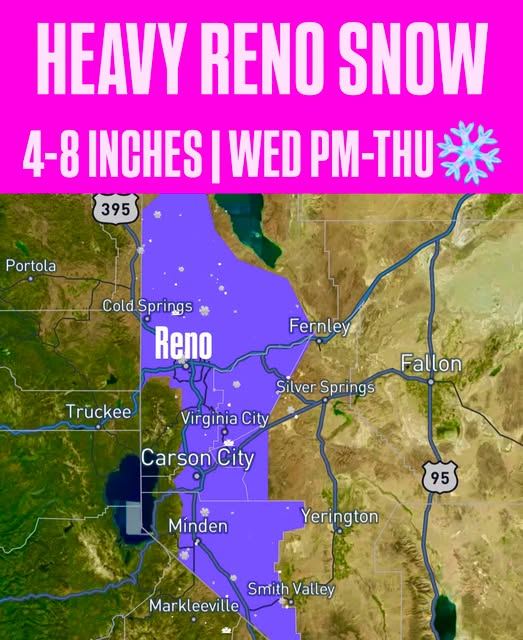 HEAVY RENO SNOW
4-8 INCHES | WED PM-THU
395
Portola
Cold Springs
Reno
Fernley
Fallon
Silver Springs
Truckee
Virginia City
Carson City
95
Minden
Yerington
Smith Valley
Markleeville